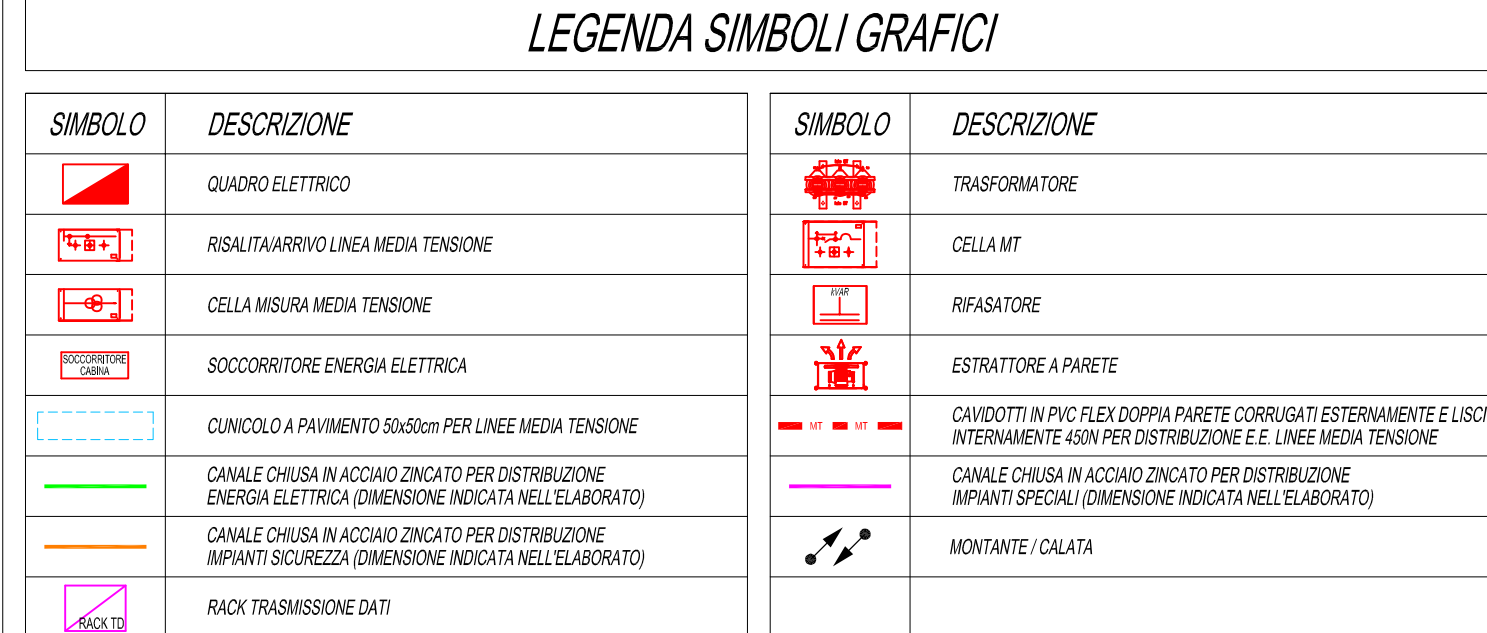 LEGENDA SIMBOLI GRAFICI
SIMBOLO DESCRIZIONE
QUADRO ELETTRICO
RISALITA/ARRIVO LINEA MEDIA TENSIONE
CELLA MISURA MEDIA TENSIONE
SOCCORRITORE
CABINA
SOCCORRITORE ENERGIA ELETTRICA
CUNICOLO A PAVIMENTO 50x50cm PER LINEE MEDIA TENSIONE
CANALE CHIUSA IN ACCIAIO ZINCATO PER DISTRIBUZIONE
ENERGIA ELETTRICA (DIMENSIONE INDICATA NELL'ELABORATO)
CANALE CHIUSA IN ACCIAIO ZINCATO PER DISTRIBUZIONE
IMPIANTI SICUREZZA (DIMENSIONE INDICATA NELL'ELABORATO)
RACK TD
RACK TRASMISSIONE DATI
SIMBOLO DESCRIZIONE
TRASFORMATORE
CELLA MT
kVAR
RIFASATORE
ESTRATTORE A PARETE
MT MT
CAVIDOTTI IN PVC FLEX DOPPIA PARETE CORRUGATI ESTERNAMENTE E LISCI
INTERNAMENTE 450N PER DISTRIBUZIONE E.E. LINEE MEDIA TENSIONE
CANALE CHIUSA IN ACCIAIO ZINCATO PER DISTRIBUZIONE
IMPIANTI SPECIALI (DIMENSIONE INDICATA NELL'ELABORATO)
MONTANTE / CALATA